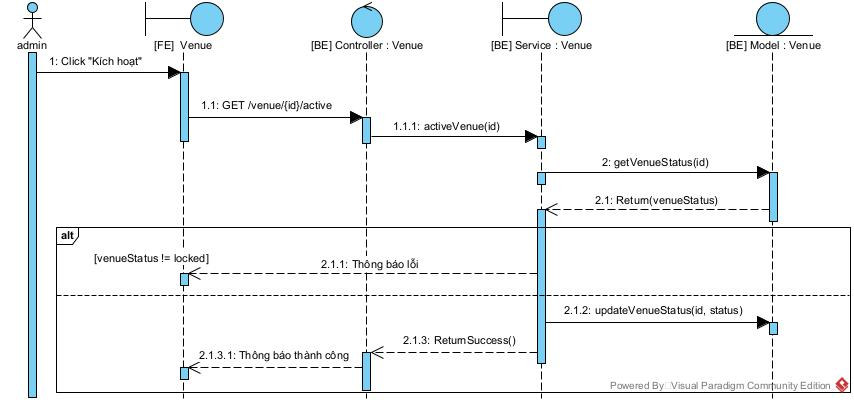 admin
[FE] Venue
[BE] Controller : Venue
[BE] Service : Venue
[BE] Model : Venue
1: Click "Kích hoạt"
1.1: GET /venue/{id}/active
1.1.1: activeVenue(id)
2: getVenueStatus(id)
2.1: Return(venueStatus)
alt
[venueStatus != locked]
2.1.1: Thông báo lỗi
2.1.2: updateVenueStatus(id, status)
2.1.3: ReturnSuccess()
2.1.3.1: Thông báo thành công
Powered By Visual Paradigm Community Edition